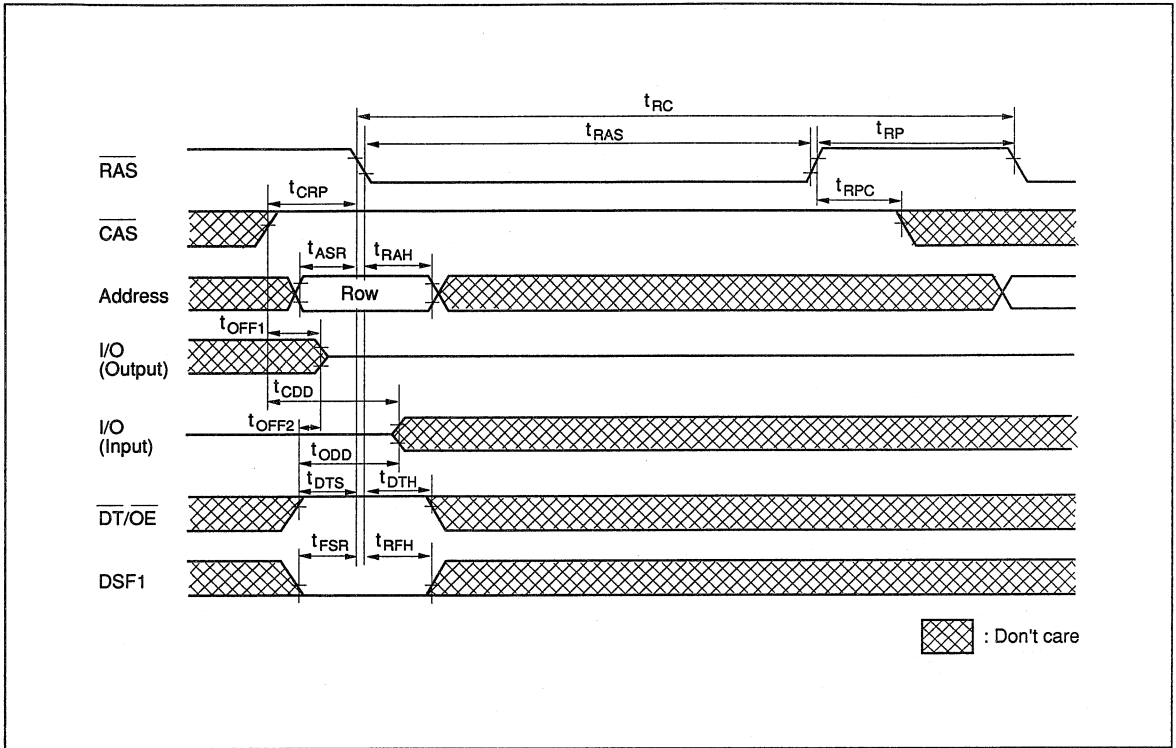 tRC
tRAS
tRP
RAS
tCRP
tRPC
CAS
tASR
tRAH
Address
Row
tOFF1
I/O
(Output)
tCDD
tOFF2
I/O
(Input)
tODD
tDTS
tDTH
DT/OE
tFSR
tRFH
DSF1
: Don't care